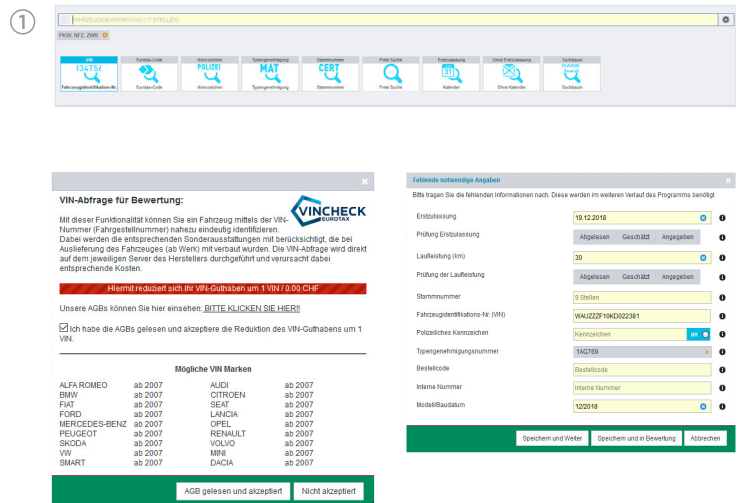 1
FAHRZEUGIDENTIFIKATION (17 STELLEN)
PKW, NFZ, ZWR
VIN
Eurotax-Code
Kennzeichen
Typengenehmigung
Stammnummer
Freie Suche
Erstzulassung
Ohne Erstzulassung
Suchbaum
POLIZEI
MAT
CERT
31
CLASSIC
Search
Fahrzeugidentifikation-Nr.
Eurotax-Code
Kennzeichen
Typengenehmigung
Stammnummer
Freie Suche
Kalender
Ohne Kalender
Suchbaum
VIN-Abfrage für Bewertung:
VINCHECK
EUROTAX
Mit dieser Funktionalität können Sie ein Fahrzeug mittels der VIN-
Nummer (Fahrgestellnummer) nahezu eindeutig identifizieren.
Dabei werden die entsprechenden Sonderausstattungen mit berücksichtigt, die bei
Auslieferung des Fahrzeuges (ab Werk) mit verbaut wurden. Die VIN-Abfrage wird direkt
auf dem jeweiligen Server des Herstellers durchgeführt und verursacht dabei
entsprechende Kosten.
Hiermit reduziert sich Ihr VIN-Guthaben um 1 VIN / 0.00 CHF
Unsere AGBs können Sie hier einsehen: BITTE KLICKEN SIE HIER!!
Ich habe die AGBs gelesen und akzeptiere die Reduktion des VIN-Guthabens um 1
VIN.
Mögliche VIN Marken
ALFA ROMEO ab 2007 AUDI ab 2007
BMW ab 2007 CITROEN ab 2007
FIAT ab 2007 SEAT ab 2007
FORD ab 2007 LANCIA ab 2007
MERCEDES-BENZ ab 2007 OPEL ab 2007
PEUGEOT ab 2007 RENAULT ab 2007
SKODA ab 2007 VOLVO ab 2007
VW ab 2007 MINI ab 2007
SMART ab 2007 DACIA ab 2007
AGB gelesen und akzeptiert Nicht akzeptiert
Fehlende notwendige Angaben
Bitte tragen Sie die fehlenden Informationen nach. Diese werden im weiteren Verlauf des Programms benötigt
Erstzulassung 19.12.2018
Prüfung Erstzulassung Abgelesen Geschätzt Angegeben
Laufleistung (km) 30
Prüfung der Laufleistung Abgelesen Geschätzt Angegeben
Stammnummer 9 Stellen
Fahrzeugidentifikations-Nr. (VIN) WAUZZZF10KD022381
Polizeiliches Kennzeichen Kennzeichen an
Typengenehmigungsnummer 1AG769
Bestellcode Bestellcode
Interne Nummer Interne Nummer
Modell/Baudatum 12/2018
Speichern und Weiter Speichern und in Bewertung Abbrechen